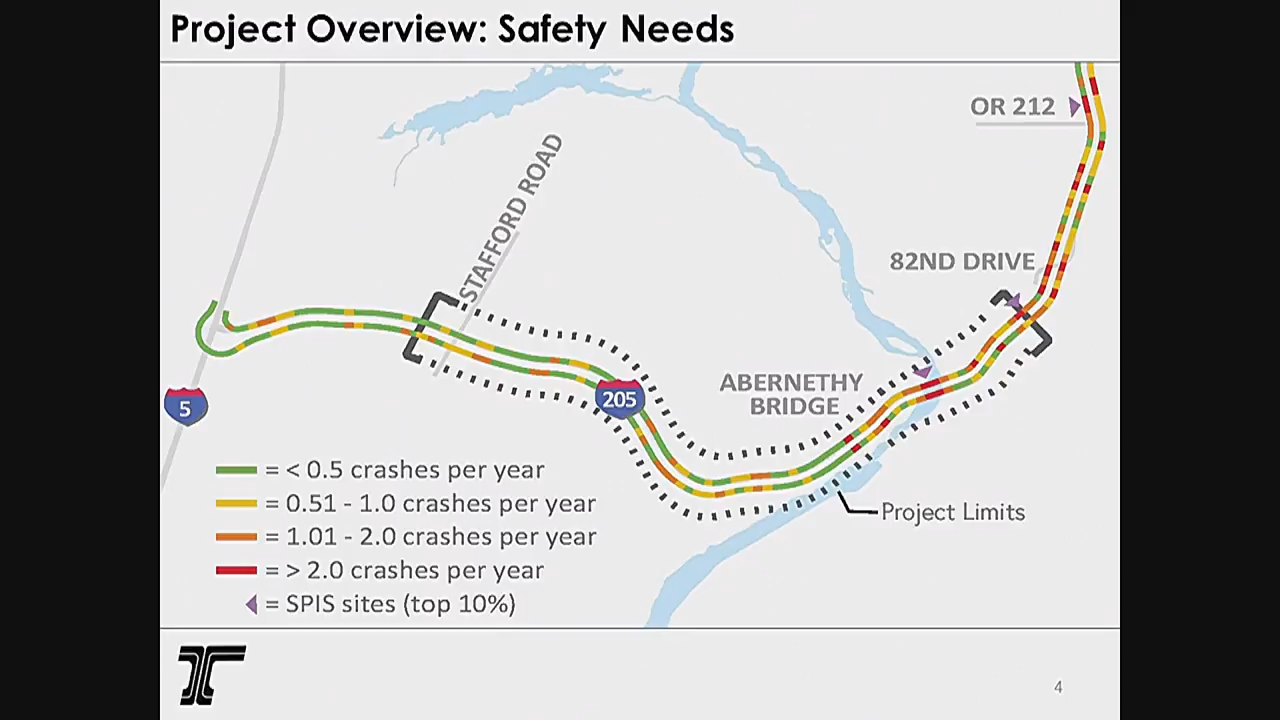 Project Overview: Safety Needs
OR 212
STAFFORD ROAD
82ND DRIVE
205
ABERNETHY
BRIDGE
5
= < 0.5 crashes per year
= 0.51 - 1.0 crashes per year
Project Limits
= 1.01 - 2.0 crashes per year
= > 2.0 crashes per year
= SPIS sites (top 10%)
4